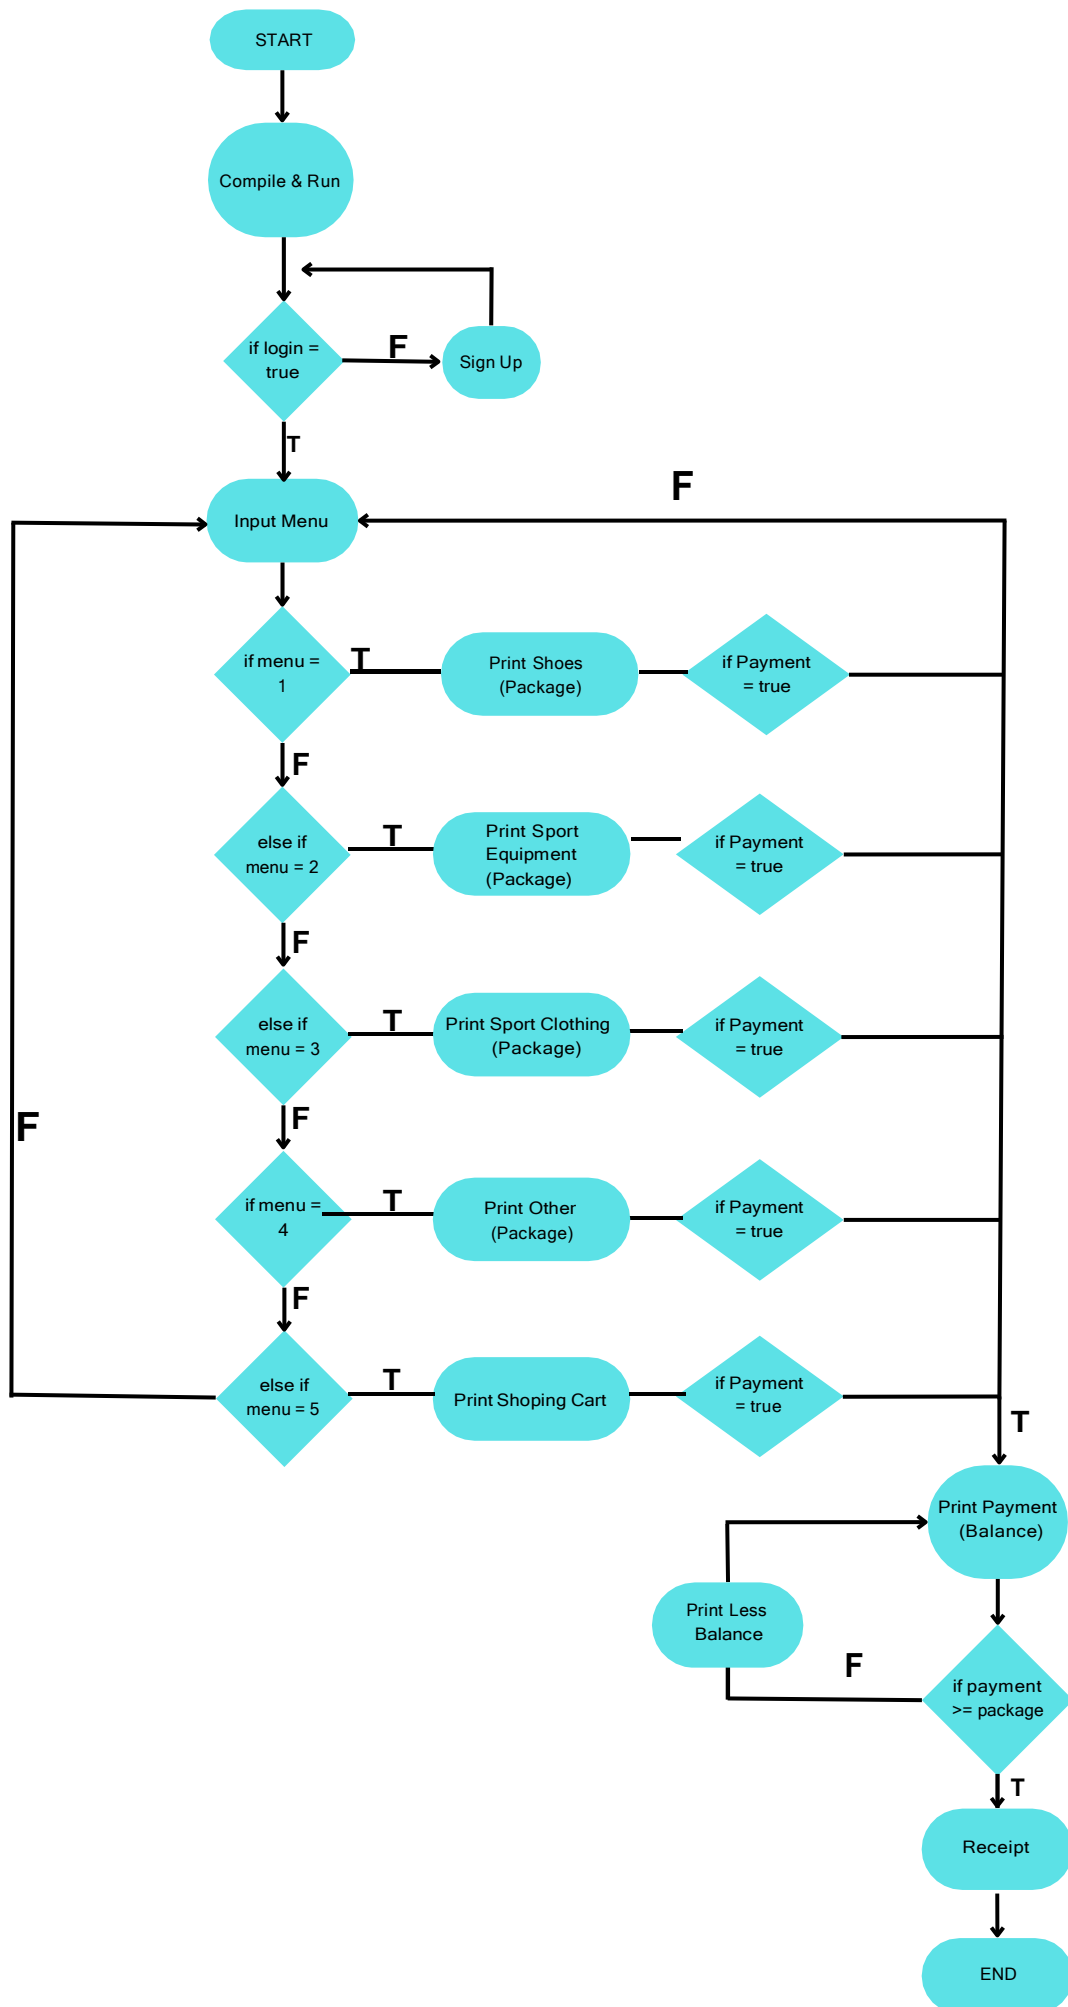 START
Compile & Run
if login =
true
F
Sign Up
T
Input Menu
F
if menu =
1
T
Print Shoes
(Package)
if Payment
= true
F
else if
menu = 2
T
Print Sport
Equipment
(Package)
if Payment
= true
F
else if
menu = 3
T
Print Sport Clothing
(Package)
if Payment
= true
F
F
if menu =
4
T
Print Other
(Package)
if Payment
= true
F
else if
menu = 5
T
Print Shoping Cart
if Payment
= true
T
Print Payment
(Balance)
Print Less
Balance
F
if payment
>= package
T
Receipt
END